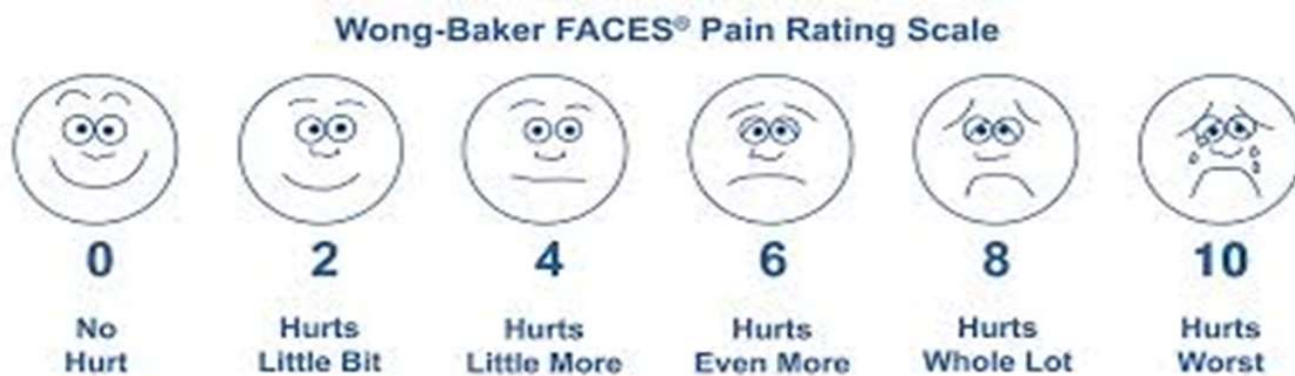 Wong-Baker FACES® Pain Rating Scale
0
2
4
6
8
10
No
Hurt
Hurts
Little Bit
Hurts
Little More
Hurts
Even More
Hurts
Whole Lot
Hurts
Worst